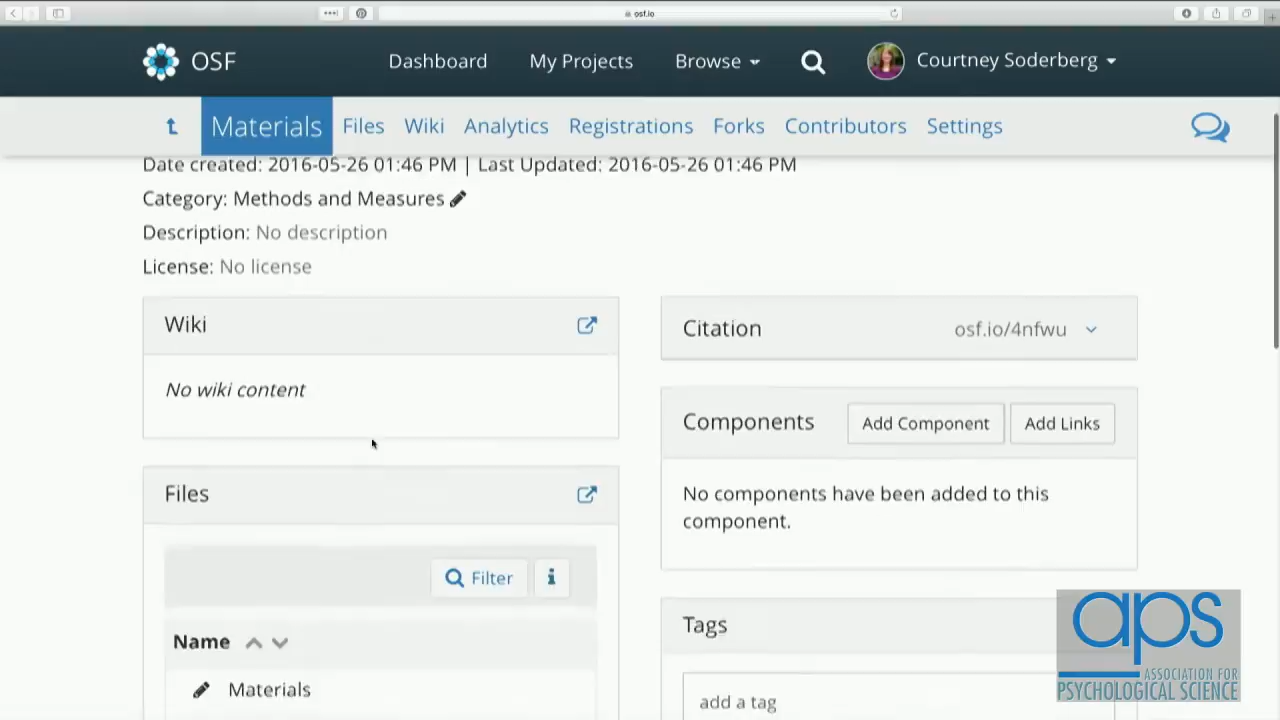 osf.io
OSF
Dashboard
My Projects
Browse
Courtney Soderberg
Materials
Files
Wiki
Analytics
Registrations
Forks
Contributors
Settings
Date created: 2016-05-26 01:46 PM | Last Updated: 2016-05-26 01:46 PM
Category: Methods and Measures
Description: No description
License: No license
Wiki
No wiki content
Citation
osf.io/4nfwu
Components
Add Component
Add Links
No components have been added to this
component.
Files
Filter
Name
Materials
Tags
add a tag
aps
ASSOCIATION FOR
PSYCHOLOGICAL SCIENCE